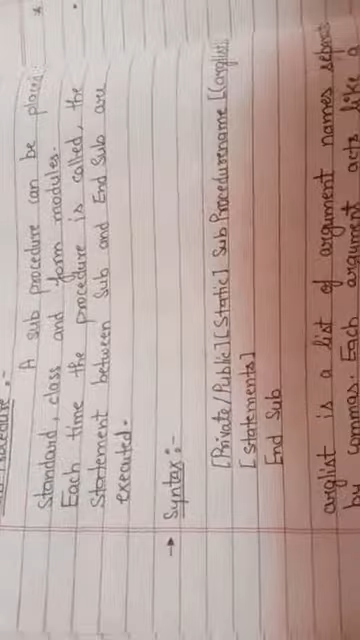 A sub procedure can be placed
standard, class and form modules.
Each time the procedure is called, the
statement between Sub and End Sub are
executed.
→ Syntax:-
[Private/Public][Static] Sub Procedurename [(arglist
[statements]
End Sub
arglist is a list of argument names separate
by commas. Each argument acts like a